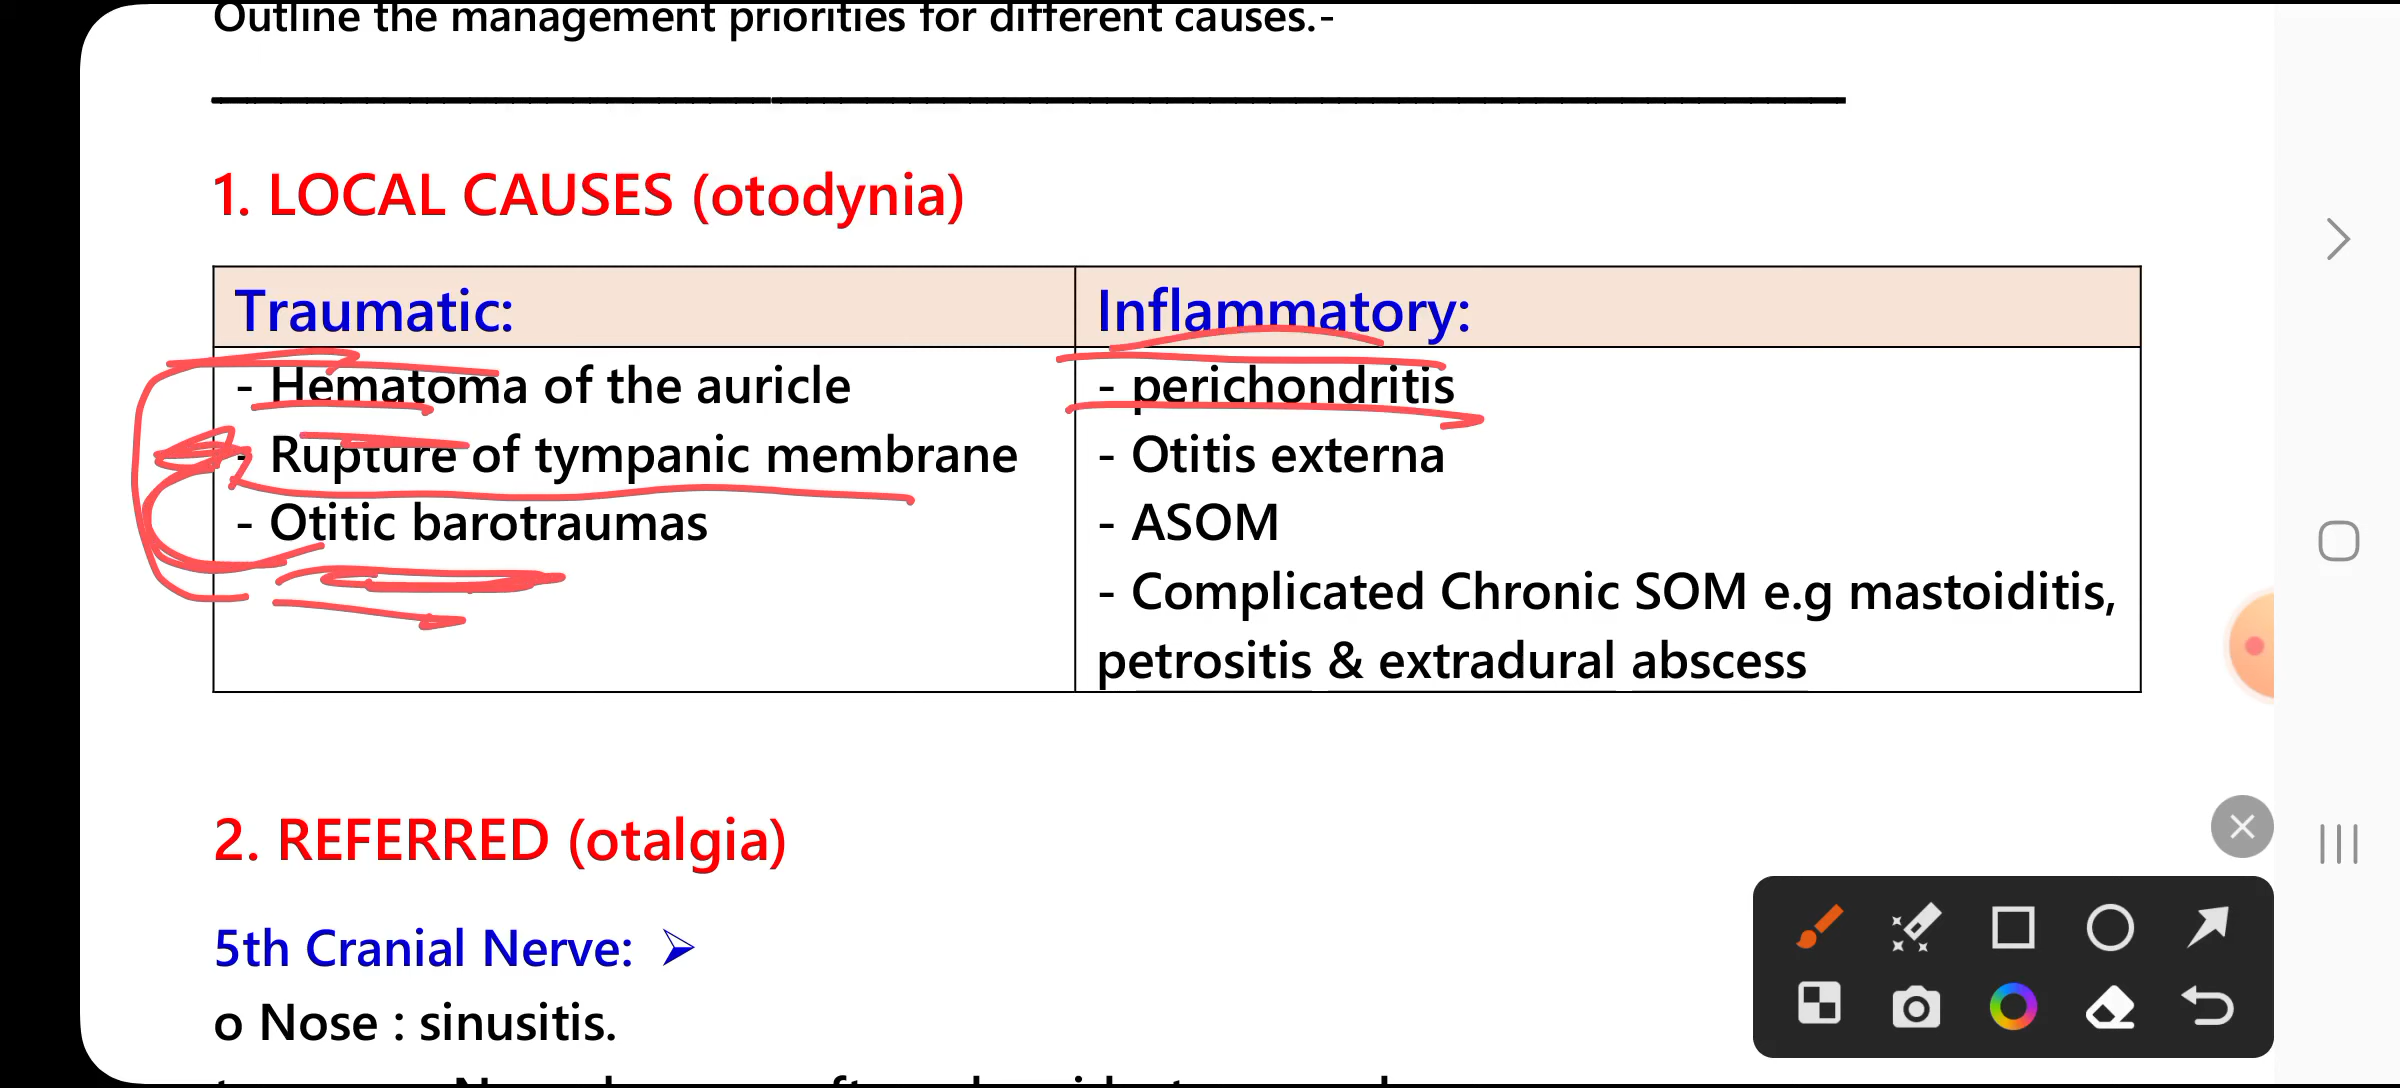 Outline the management priorities for different causes.-
1. LOCAL CAUSES (otodynia)
Traumatic:
- Hematoma of the auricle
- Rupture of tympanic membrane
- Otitic barotraumas
Inflammatory:
- perichondritis
- Otitis externa
- ASOM
- Complicated Chronic SOM e.g mastoiditis,
petrositis & extradural abscess
2. REFERRED (otalgia)
5th Cranial Nerve: ➢
o Nose : sinusitis.